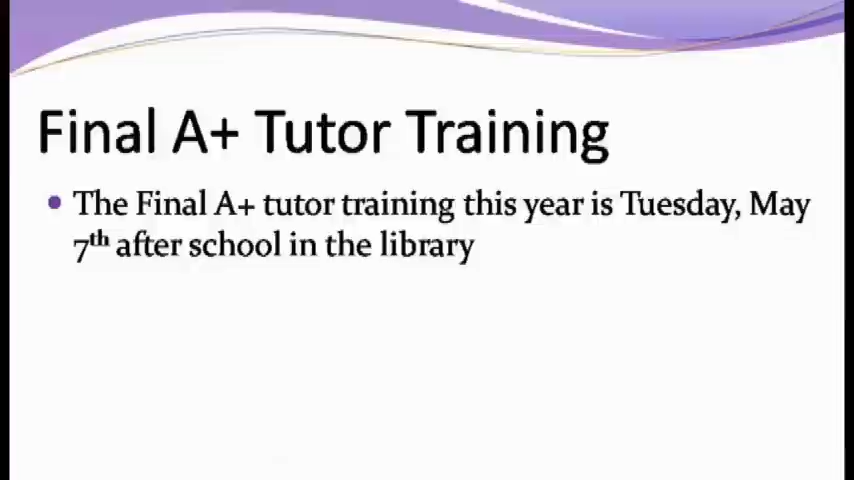 Final A+ Tutor Training
• The Final A+ tutor training this year is Tuesday, May
7th after school in the library